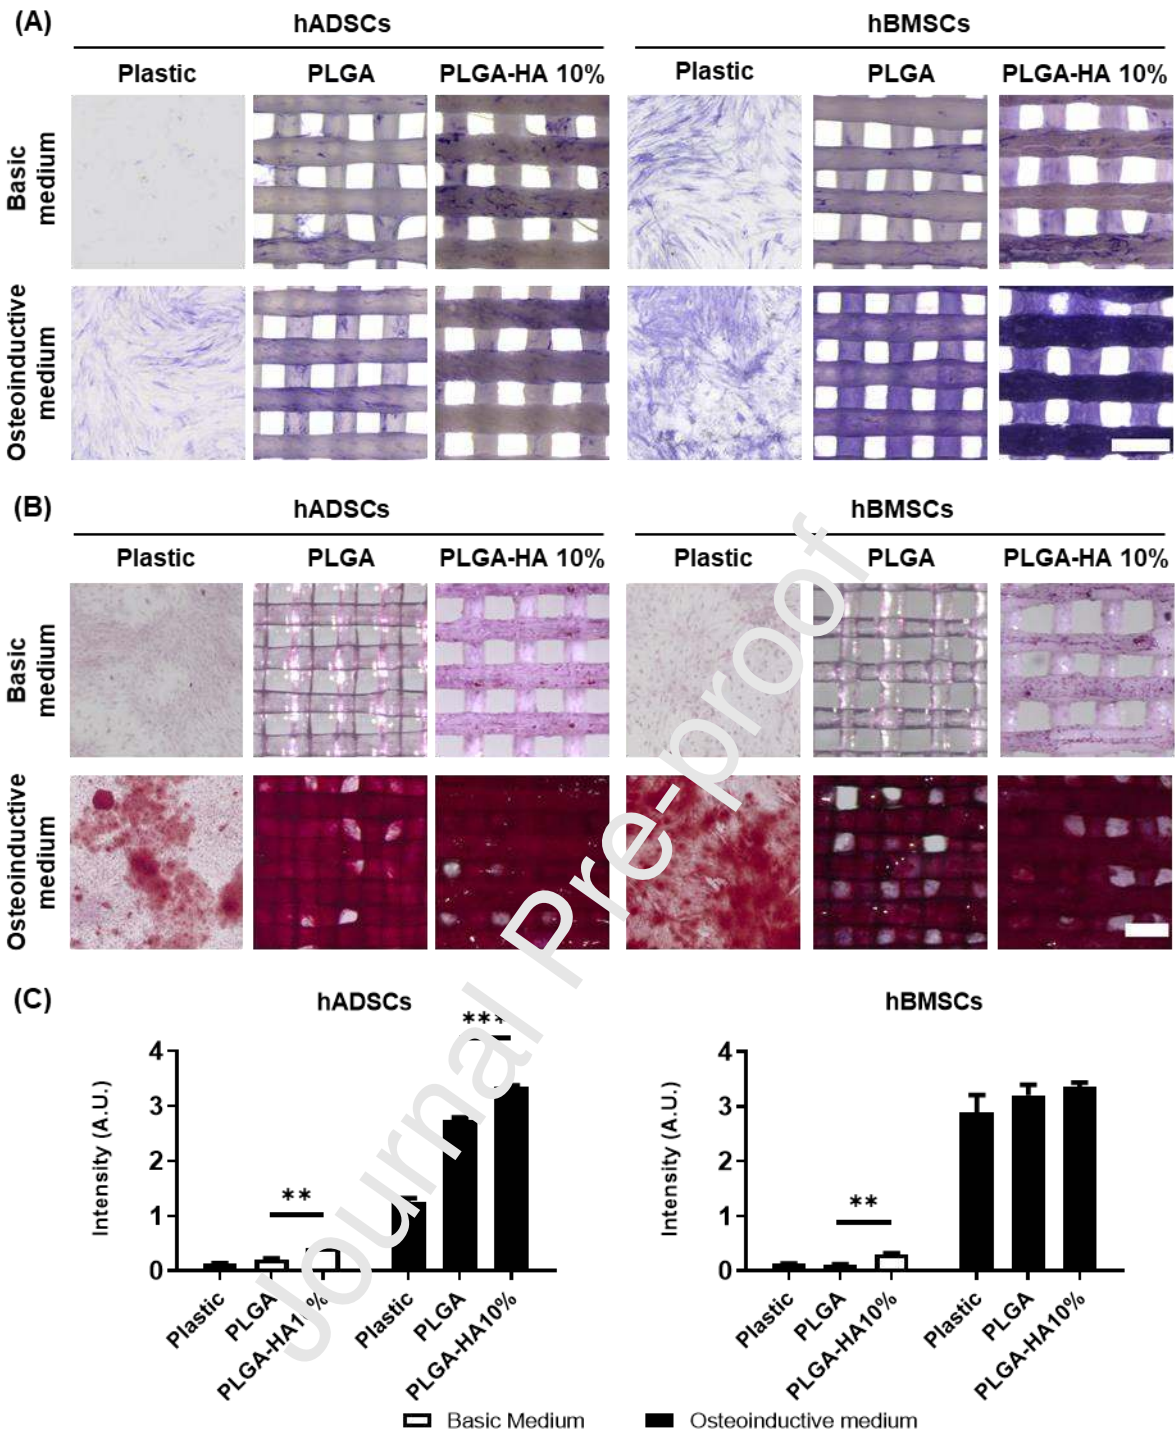 (A)
hADSCs
hBMSCs
Plastic PLGA PLGA-HA 10% Plastic PLGA PLGA-HA 10%
Basic medium
Osteoinductive medium
(B)
hADSCs
hBMSCs
Plastic PLGA PLGA-HA 10% Plastic PLGA PLGA-HA 10%
Basic medium
Osteoinductive medium
(C)
hADSCs
Intensity (A.U.)
4
3
2
1
0
**
***
Plastic
PLGA
PLGA-HA10%
Plastic
PLGA
PLGA-HA10%
hBMSCs
Intensity (A.U.)
4
3
2
1
0
**
Plastic
PLGA
PLGA-HA10%
Plastic
PLGA
PLGA-HA10%
Basic Medium Osteoinductive medium
Journal Pre-proof